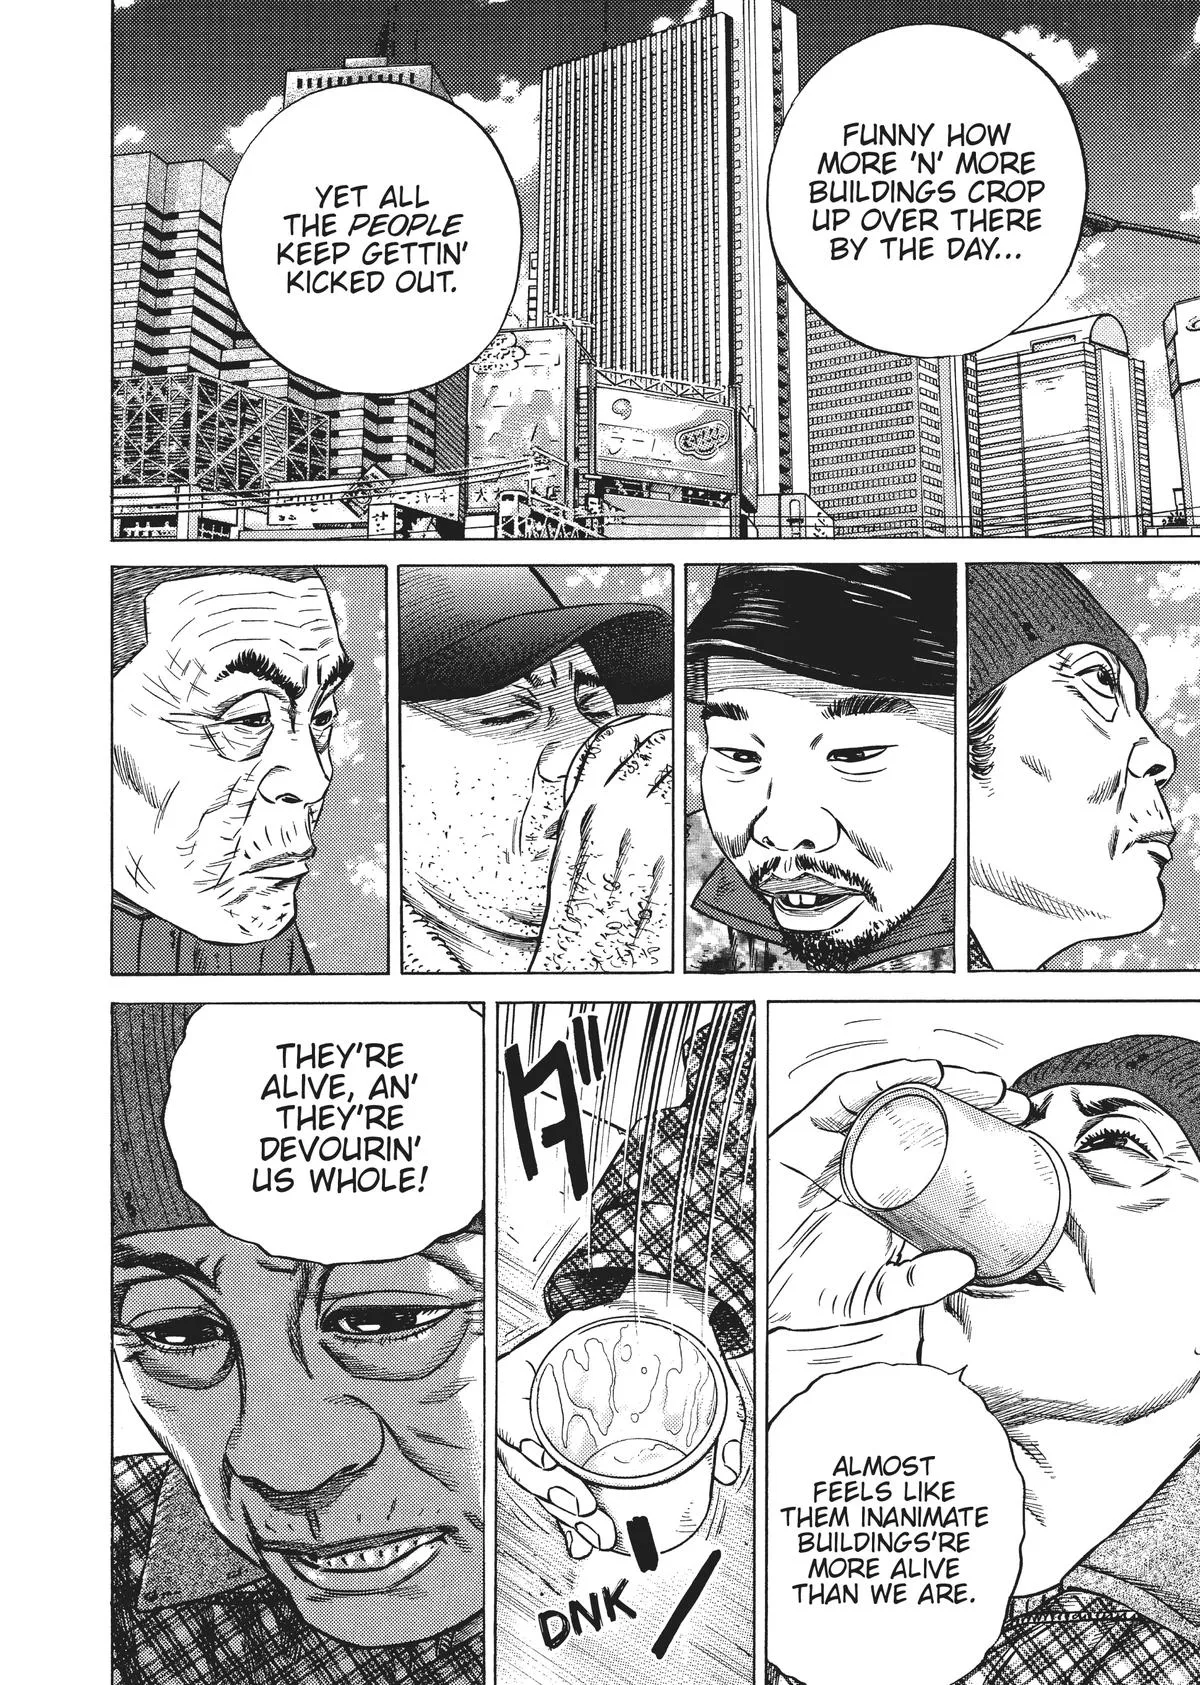 FUNNY HOW
MORE 'N' MORE
BUILDINGS CROP
UP OVER THERE
BY THE DAY...
YET ALL
THE PEOPLE
KEEP GETTIN'
KICKED OUT.
ALMOST
FEELS LIKE
THEM INANIMATE
BUILDINGS'RE
MORE ALIVE
THAN WE ARE.
ダン
DNK
THEY'RE
ALIVE, AN'
THEY'RE
DEVOURIN'
US WHOLE!